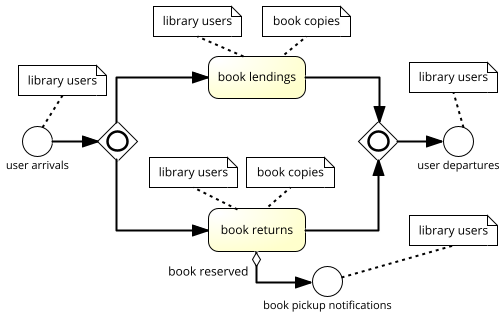 library users
book copies
library users
book lendings
library users
user arrivals
user departures
library users
book copies
book returns
library users
book reserved
book pickup notifications